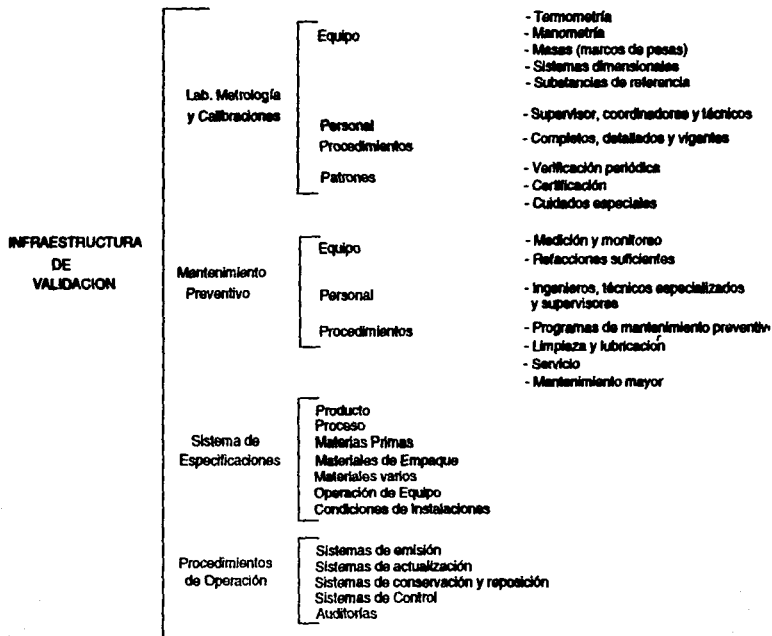 INFRAESTRUCTURA
DE
VALIDACION
Lab. Metrología
y Calibraciones
Equipo
- Termometría
- Manometría
- Masas (marcos de pesas)
- Sistemas dimensionales
- Substancias de referencia
Personal
- Supervisor, coordinadores y técnicos
Procedimientos
- Completos, detallados y vigentes
Patrones
- Verificación periódica
- Certificación
- Cuidados especiales
Mantenimiento
Preventivo
Equipo
- Medición y monitoreo
- Refacciones suficientes
Personal
- Ingenieros, técnicos especializados
y supervisores
Procedimientos
- Programas de mantenimiento preventiv
- Limpieza y lubricación
- Servicio
- Mantenimiento mayor
Sistema de
Especificaciones
Producto
Proceso
Materias Primas
Materiales de Empaque
Materiales varios
Operación de Equipo
Condiciones de Instalaciones
Procedimientos
de Operación
Sistemas de emisión
Sistemas de actualización
Sistemas de conservación y reposición
Sistemas de Control
Auditorías